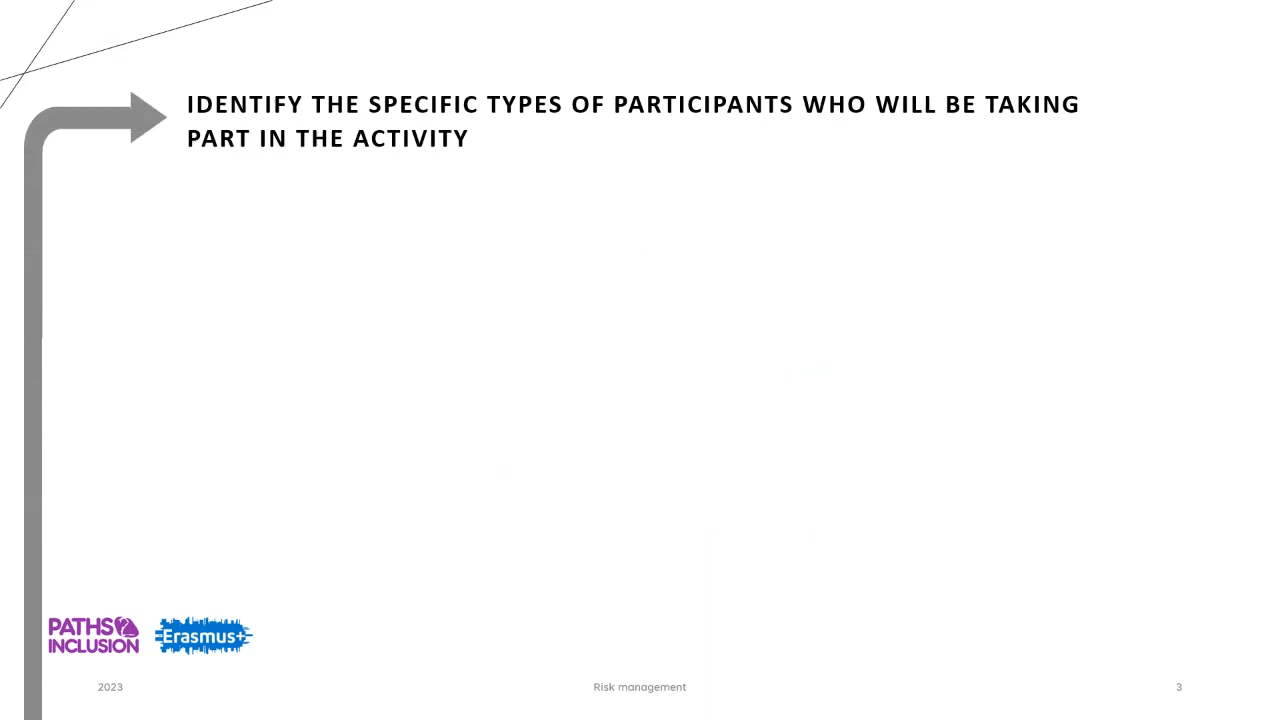 IDENTIFY THE SPECIFIC TYPES OF PARTICIPANTS WHO WILL BE TAKING
PART IN THE ACTIVITY
PATHS2
INCLUSION
Erasmus+
2023
Risk management
3